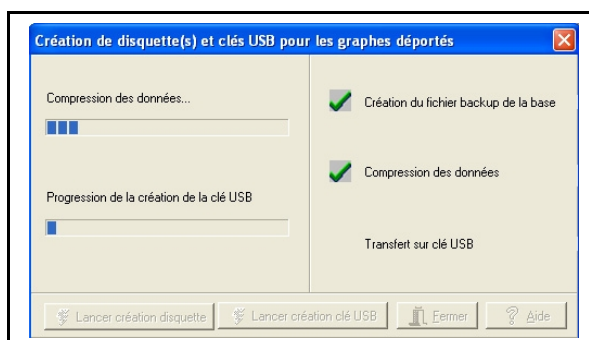 Création de disquette(s) et clés USB pour les graphes déportés
Compression des données...
Progression de la création de la clé USB
Création du fichier backup de la base
Compression des données
Transfert sur clé USB
Lancer création disquette
Lancer création clé USB
Fermer
Aide